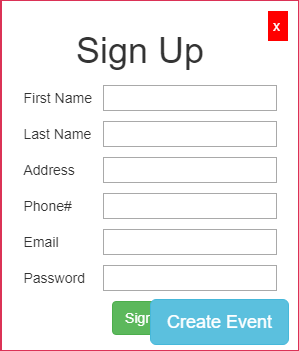 x
Sign Up
First Name
Last Name
Address
Phone#
Email
Password
Sign
Create Event